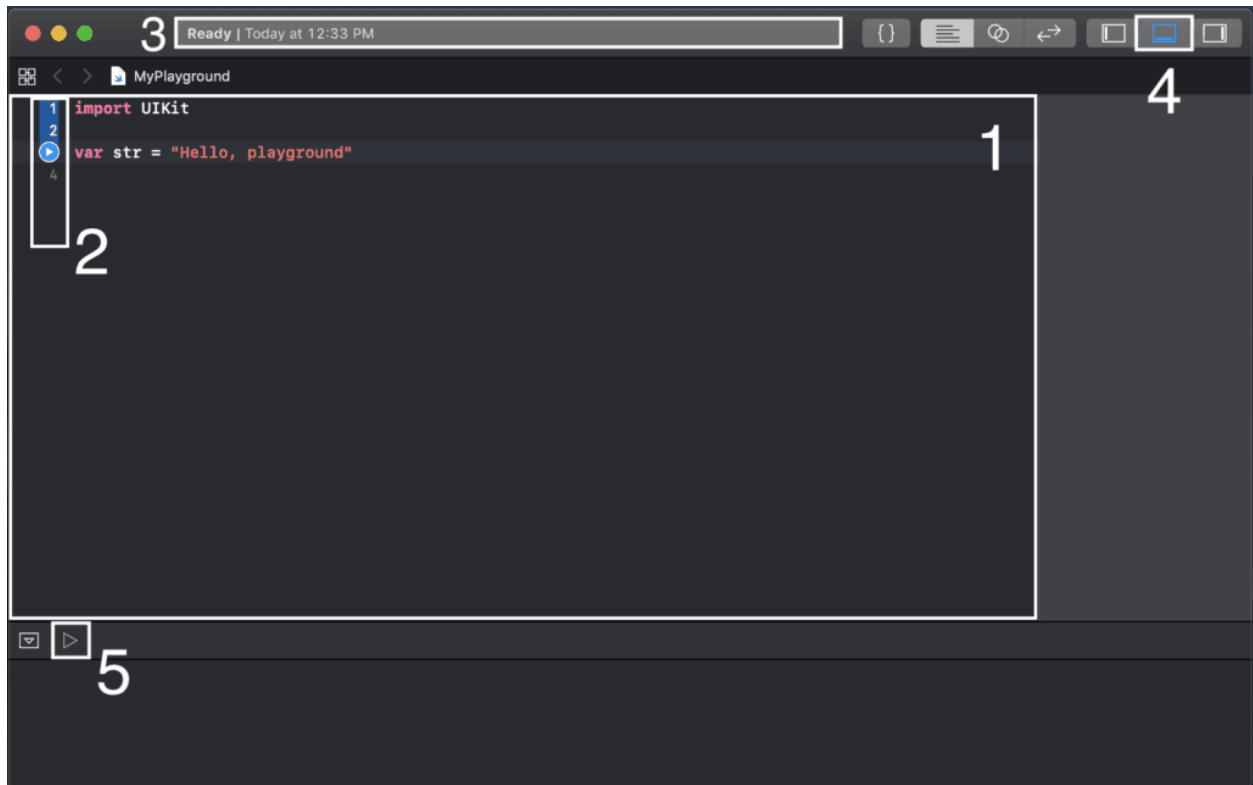 3 Ready | Today at 12:33 PM {}
MyPlayground
4
1 import UIKit
2
var str = "Hello, playground"
1
4
2
5